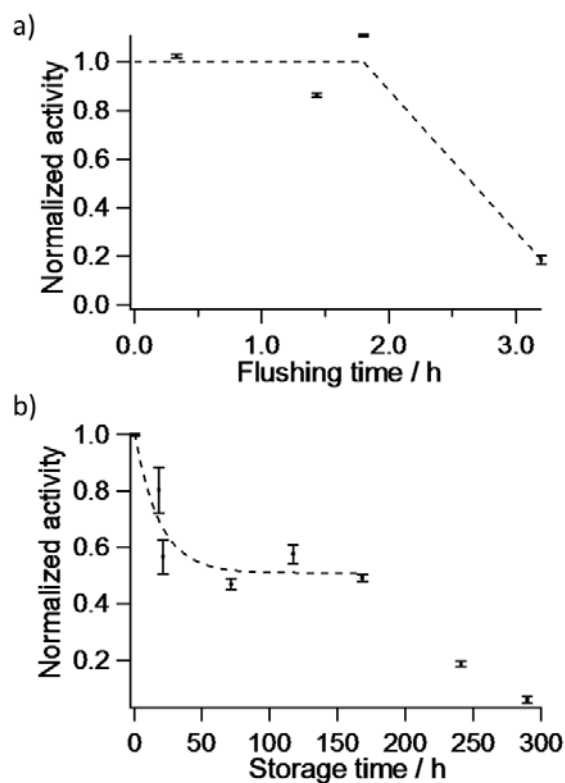 a)
Normalized activity
1.0
0.8
0.6
0.4
0.2
0.0
0.0 1.0 2.0 3.0
Flushing time / h
b)
Normalized activity
1.0
0.8
0.6
0.4
0.2
0 50 100 150 200 250 300
Storage time / h